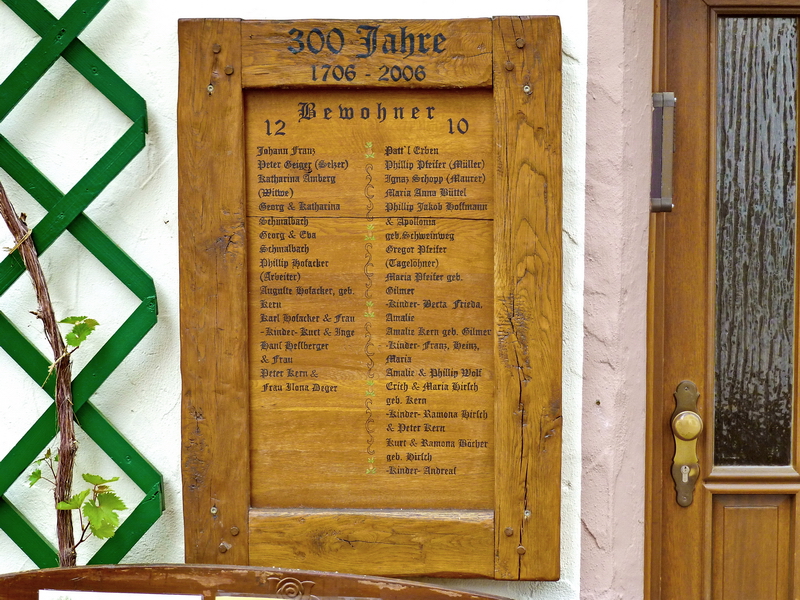 300 Jahre
1706 - 2006
Bewohner
12
Johann Franz
Peter Geiger (Selzer)
Katharina Amberg
(Witwe)
Georg & Katharina
Schmalbach
Georg & Eva
Schmalbach
Phillip Hofacker
(Arbeiter)
Auguste Hofacker, geb.
Kern
Karl Hofacker & Frau
-Kinder- Kurt & Inge
Hans Hefberger
& Frau
Peter Kern &
Frau Ilona Deger
10
Patt´l Erben
Phillip Pfeifer (Müller)
Ignaz Schopp (Maurer)
Maria Anna Büttel
Phillip Jakob Hoffmann
& Apollonia
geb.Schweinweg
Gregor Pfeifer
(Tagelöhner)
Maria Pfeifer geb.
Gilmer
-Kinder- Berta, Frieda,
Amalie
Amalie Kern geb. Gilmer
-Kinder- Franz, Heinz,
Maria
Amalie & Phillip Wolf
Erich & Maria Hirsch
geb. Kern
-Kinder- Ramona Hirsch
& Peter Kern
Kurt & Ramona Böcher
geb. Hirsch
-Kinder- Andreas